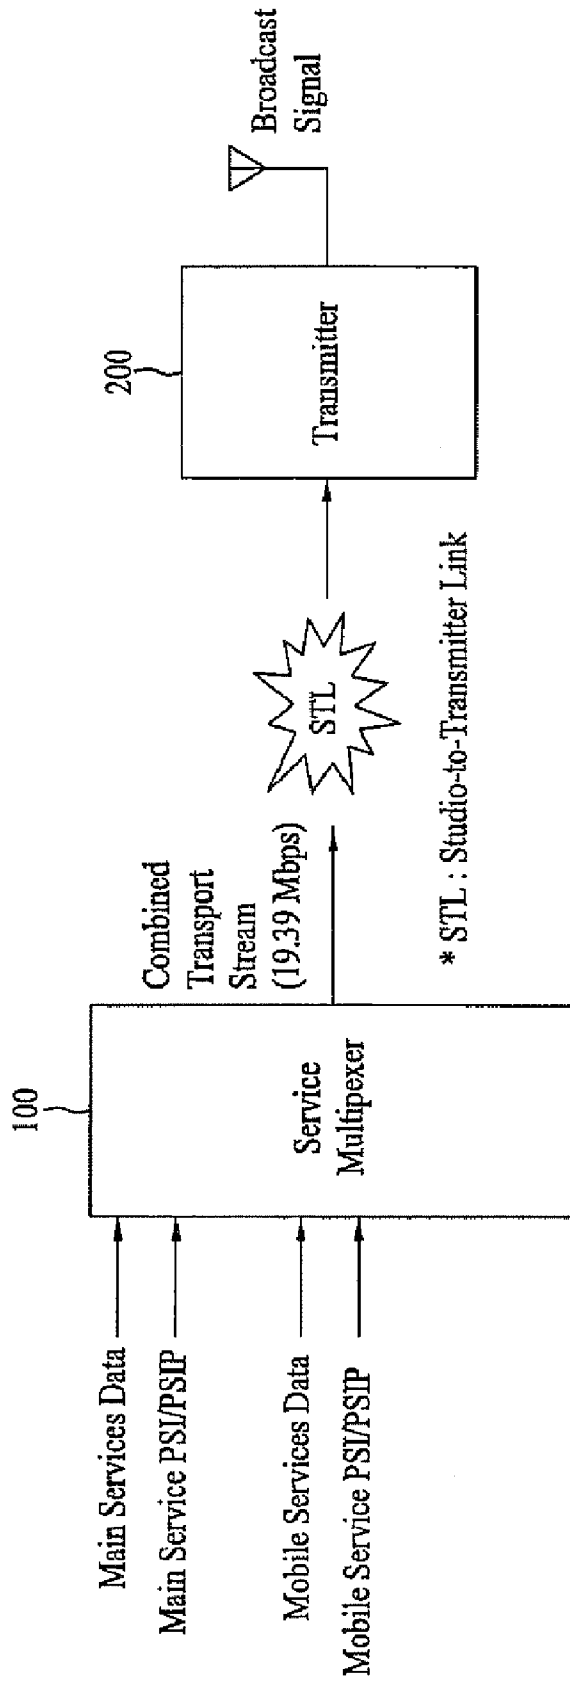 Main Services Data
Main Service PSI/PSIP
Mobile Services Data
Mobile Service PSI/PSIP
100
Service
Multipexer
Combined
Transport
Stream
(19.39 Mbps)
STL
200
Transmitter
Broadcast
Signal
* STL : Studio-to-Transmitter Link